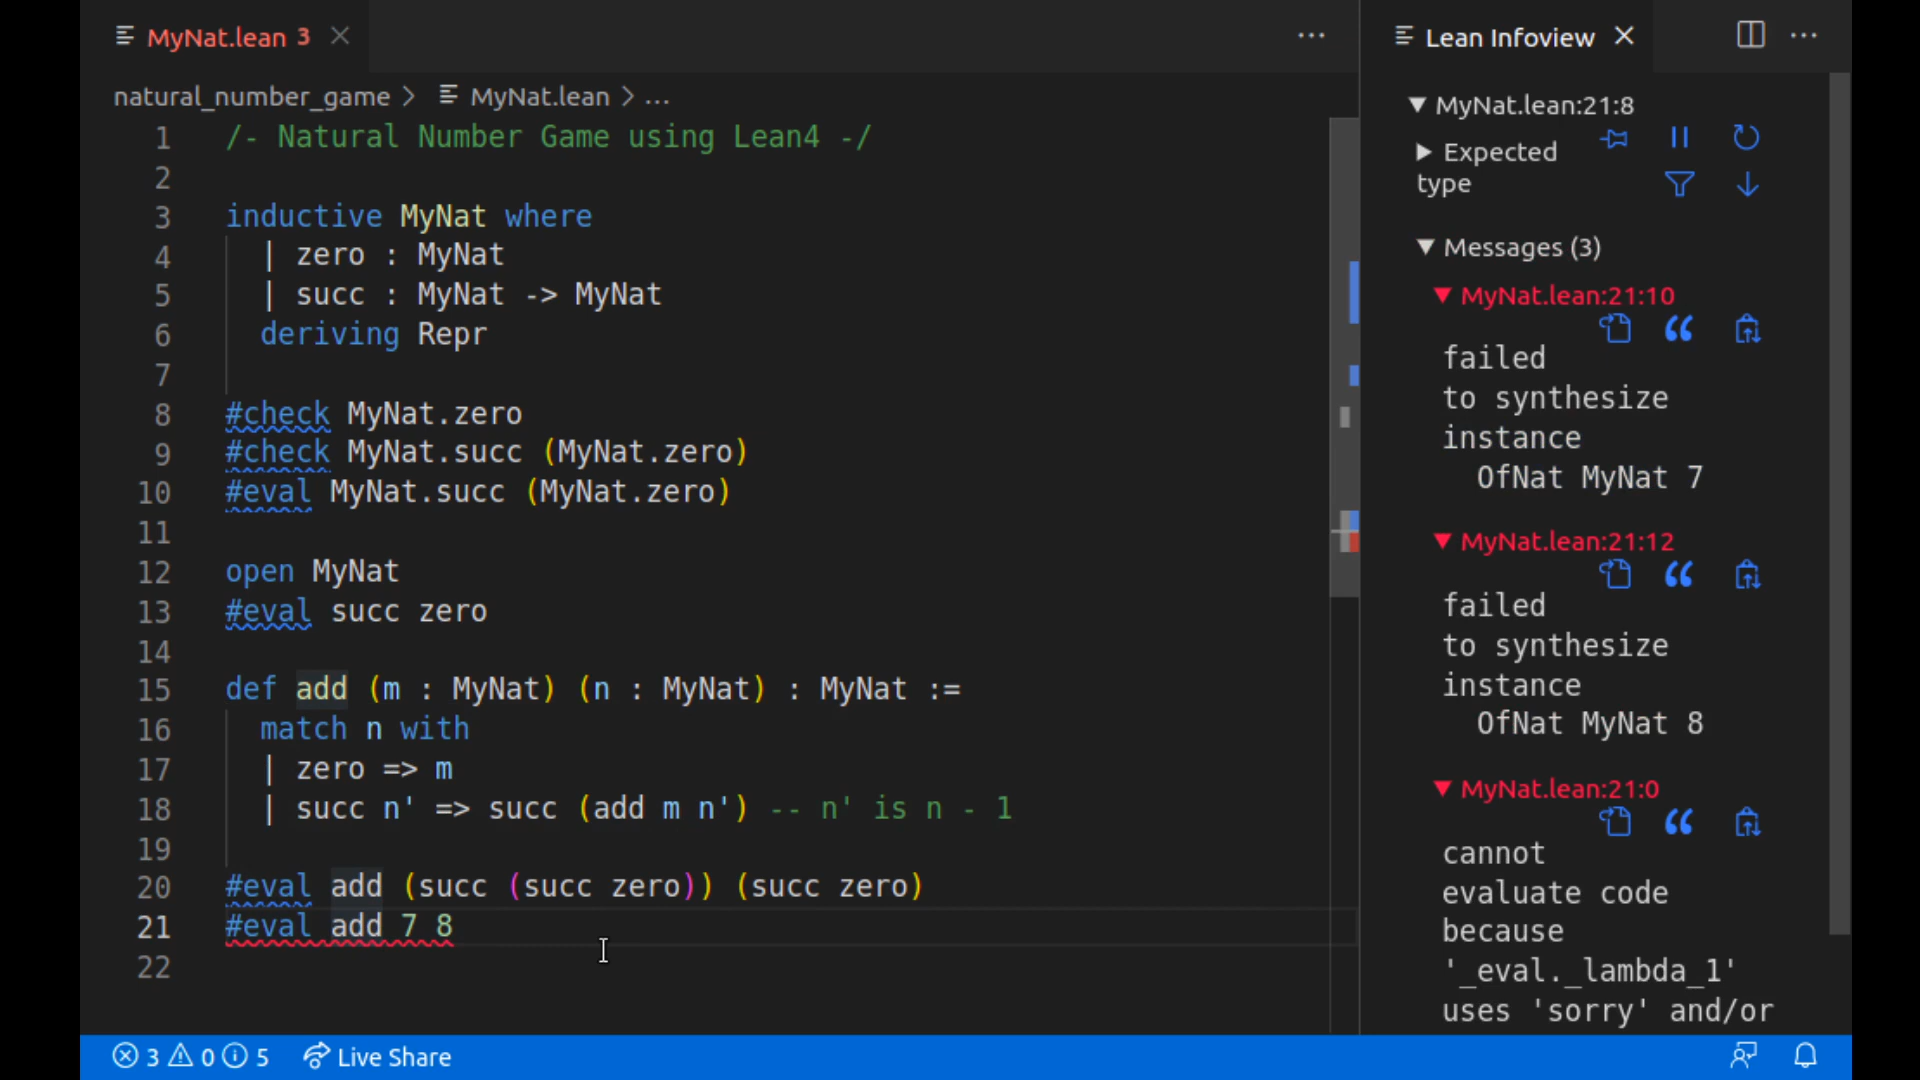 MyNat.lean 3
natural_number_game > MyNat.lean > ...
1 /- Natural Number Game using Lean4 -/
2
3 inductive MyNat where
4 | zero : MyNat
5 | succ : MyNat -> MyNat
6 deriving Repr
7
8 #check MyNat.zero
9 #check MyNat.succ (MyNat.zero)
10 #eval MyNat.succ (MyNat.zero)
11
12 open MyNat
13 #eval succ zero
14
15 def add (m : MyNat) (n : MyNat) : MyNat :=
16 match n with
17 | zero => m
18 | succ n' => succ (add m n') -- n' is n - 1
19
20 #eval add (succ (succ zero)) (succ zero)
21 #eval add 7 8
22
Lean Infoview
MyNat.lean:21:8
Expected
type
Messages (3)
MyNat.lean:21:10
failed
to synthesize
instance
OfNat MyNat 7
MyNat.lean:21:12
failed
to synthesize
instance
OfNat MyNat 8
MyNat.lean:21:0
cannot
evaluate code
because
'_eval._lambda_1'
uses 'sorry' and/or
3 0 5 Live Share